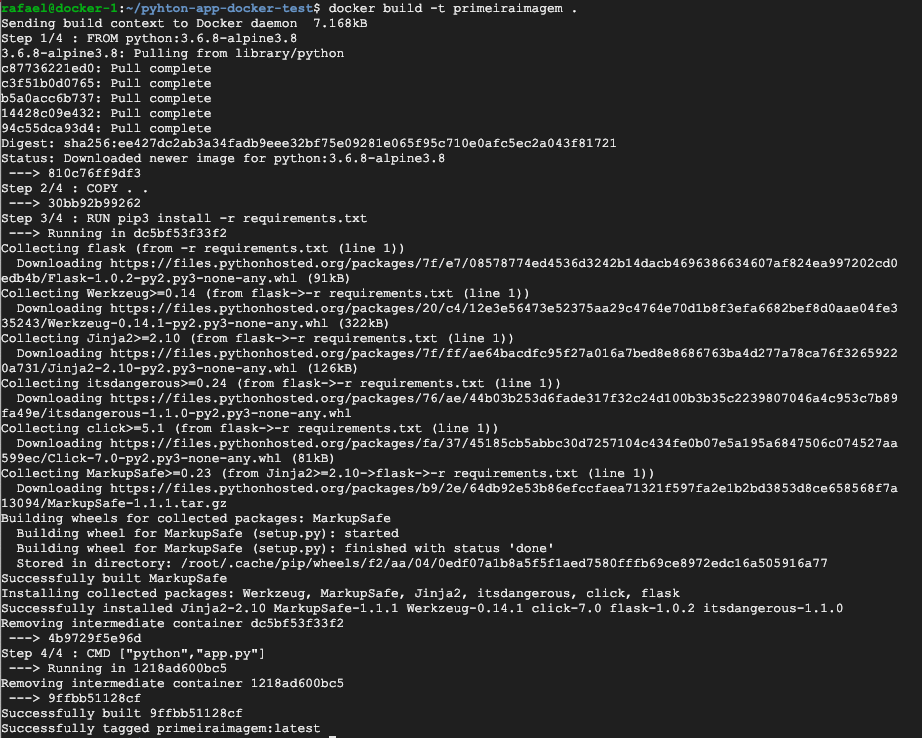 rafael@docker-1:~/pyhton-app-docker-test$ docker build -t primeiraimagem .
Sending build context to Docker daemon  7.168kB
Step 1/4 : FROM python:3.6.8-alpine3.8
3.6.8-alpine3.8: Pulling from library/python
c87736221ed0: Pull complete
c3f51b0d0765: Pull complete
b5a0acc6b737: Pull complete
14428c09e432: Pull complete
94c55dca93d4: Pull complete
Digest: sha256:ee427dc2ab3a34fadb9eee32bf75e09281e065f95c710e0afc5ec2a043f81721
Status: Downloaded newer image for python:3.6.8-alpine3.8
 ---> 810c76ff9df3
Step 2/4 : COPY . .
 ---> 30bb92b99262
Step 3/4 : RUN pip3 install -r requirements.txt
 ---> Running in dc5bf53f33f2
Collecting flask (from -r requirements.txt (line 1))
  Downloading https://files.pythonhosted.org/packages/7f/e7/08578774ed4536d3242b14dacb4696386634607af824ea997202cd0
edb4b/Flask-1.0.2-py2.py3-none-any.whl (91kB)
Collecting Werkzeug>=0.14 (from flask->-r requirements.txt (line 1))
  Downloading https://files.pythonhosted.org/packages/20/c4/12e3e56473e52375aa29c4764e70d1b8f3efa6682bef8d0aae04fe3
35243/Werkzeug-0.14.1-py2.py3-none-any.whl (322kB)
Collecting Jinja2>=2.10 (from flask->-r requirements.txt (line 1))
  Downloading https://files.pythonhosted.org/packages/7f/ff/ae64bacdfc95f27a016a7bed8e8686763ba4d277a78ca76f3265922
0a731/Jinja2-2.10-py2.py3-none-any.whl (126kB)
Collecting itsdangerous>=0.24 (from flask->-r requirements.txt (line 1))
  Downloading https://files.pythonhosted.org/packages/76/ae/44b03b253d6fade317f32c24d100b3b35c2239807046a4c953c7b89
fa49e/itsdangerous-1.1.0-py2.py3-none-any.whl
Collecting click>=5.1 (from flask->-r requirements.txt (line 1))
  Downloading https://files.pythonhosted.org/packages/fa/37/45185cb5abbc30d7257104c434fe0b07e5a195a6847506c074527aa
599ec/Click-7.0-py2.py3-none-any.whl (81kB)
Collecting MarkupSafe>=0.23 (from Jinja2>=2.10->flask->-r requirements.txt (line 1))
  Downloading https://files.pythonhosted.org/packages/b9/2e/64db92e53b86efccfaea71321f597fa2e1b2bd3853d8ce658568f7a
13094/MarkupSafe-1.1.1.tar.gz
Building wheels for collected packages: MarkupSafe
  Building wheel for MarkupSafe (setup.py): started
  Building wheel for MarkupSafe (setup.py): finished with status 'done'
  Stored in directory: /root/.cache/pip/wheels/f2/aa/04/0edf07a1b8a5f5f1aed7580fffb69ce8972edc16a505916a77
Successfully built MarkupSafe
Installing collected packages: Werkzeug, MarkupSafe, Jinja2, itsdangerous, click, flask
Successfully installed Jinja2-2.10 MarkupSafe-1.1.1 Werkzeug-0.14.1 click-7.0 flask-1.0.2 itsdangerous-1.1.0
Removing intermediate container dc5bf53f33f2
 ---> 4b9729f5e96d
Step 4/4 : CMD ["python","app.py"]
 ---> Running in 1218ad600bc5
Removing intermediate container 1218ad600bc5
 ---> 9ffbb51128cf
Successfully built 9ffbb51128cf
Successfully tagged primeiraimagem:latest